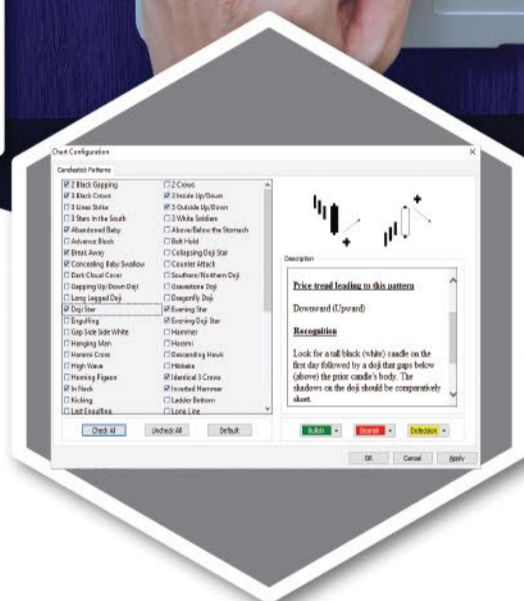 Chart Configuration
Candlestick Patterns
2 Black Gapping
3 Black Crows
3 Lines Strike
3 Stars In the South
Abandoned Baby
Advance Block
Break Away
Concealing Baby Swallow
Dark Cloud Cover
Gapping Up/Down Doji
Long Legged Doji
Doji Star
Engulfing
Gap Side Side White
Hanging Man
Harami Cross
High Wave
Homing Pigeon
In Neck
Kicking
Last Engulfing
2 Crows
3 Inside Up/Down
3 Outside Up/Down
3 White Soldiers
Above/Below the Stomach
Belt Hold
Collapsing Doji Star
Counter Attack
Southern/Northern Doji
Gravestone Doji
Dragonfly Doji
Evening Star
Evening Doji Star
Hammer
Harami
Descending Hawk
Hikkake
Identical 3 Crows
Inverted Hammer
Ladder Bottom
Long Line
Check All
Uncheck All
Default
Description
Price trend leading to this pattern
Downward (Upward)
Recognition
Look for a tall black (white) candle on the
first day followed by a doji that gaps below
(above) the prior candle's body. The
shadows on the doji should be comparatively
short.
Bullish
Bearish
Indecision
OK
Cancel
Apply